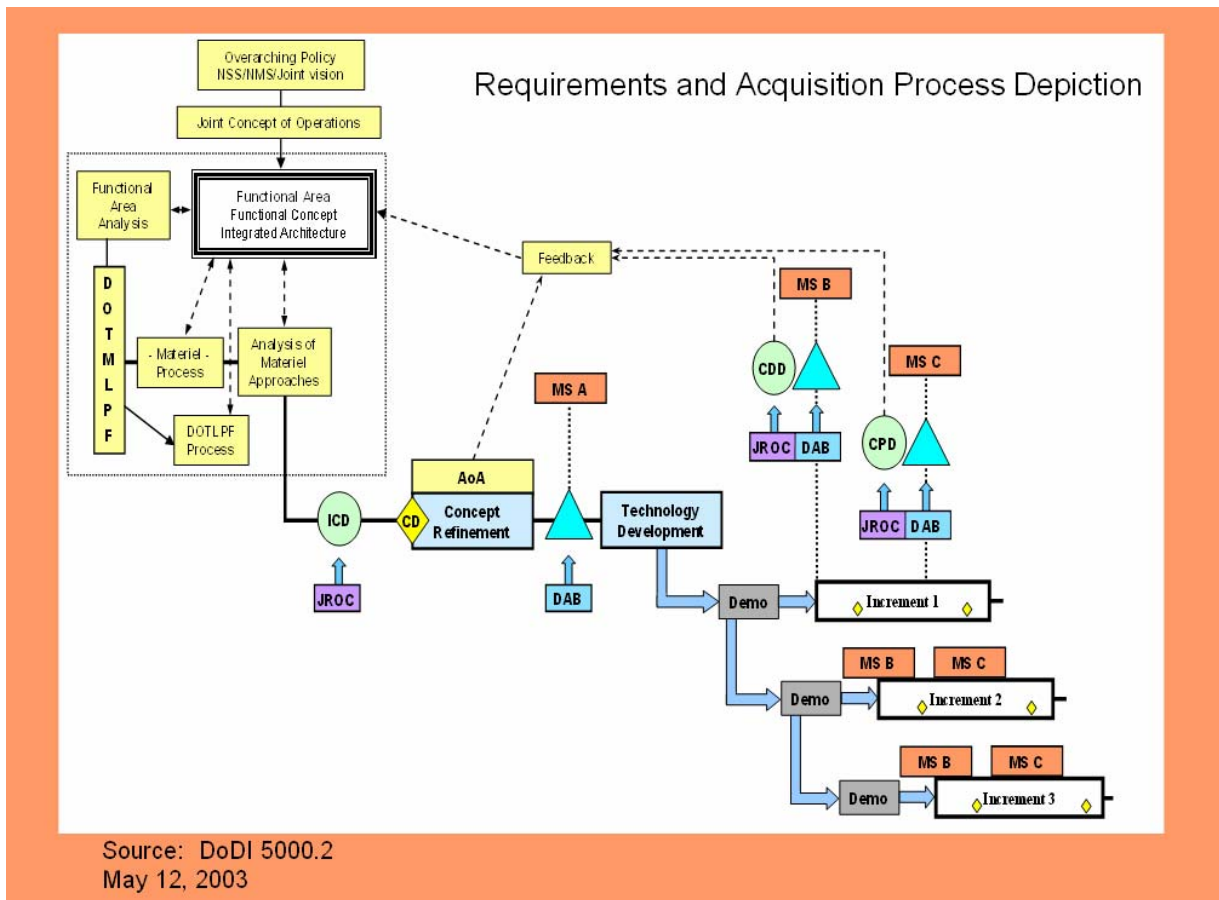 Overarching Policy
NSS/NMS/Joint vision
Requirements and Acquisition Process Depiction
Joint Concept of Operations
Functional
Area
Analysis
Functional Area
Functional Concept
Integrated Architecture
Feedback
D
O
T
M
L
P
F
- Materiel -
Process
Analysis of
Materiel
Approaches
DOTLPF
Process
MS B
CDD
JROC
DAB
MS C
CPD
JROC
DAB
MS A
AoA
ICD
CD
Concept
Refinement
Technology
Development
JROC
DAB
Demo
Increment 1
MS B
MS C
Demo
Increment 2
MS B
MS C
Demo
Increment 3
Source: DoDI 5000.2
May 12, 2003